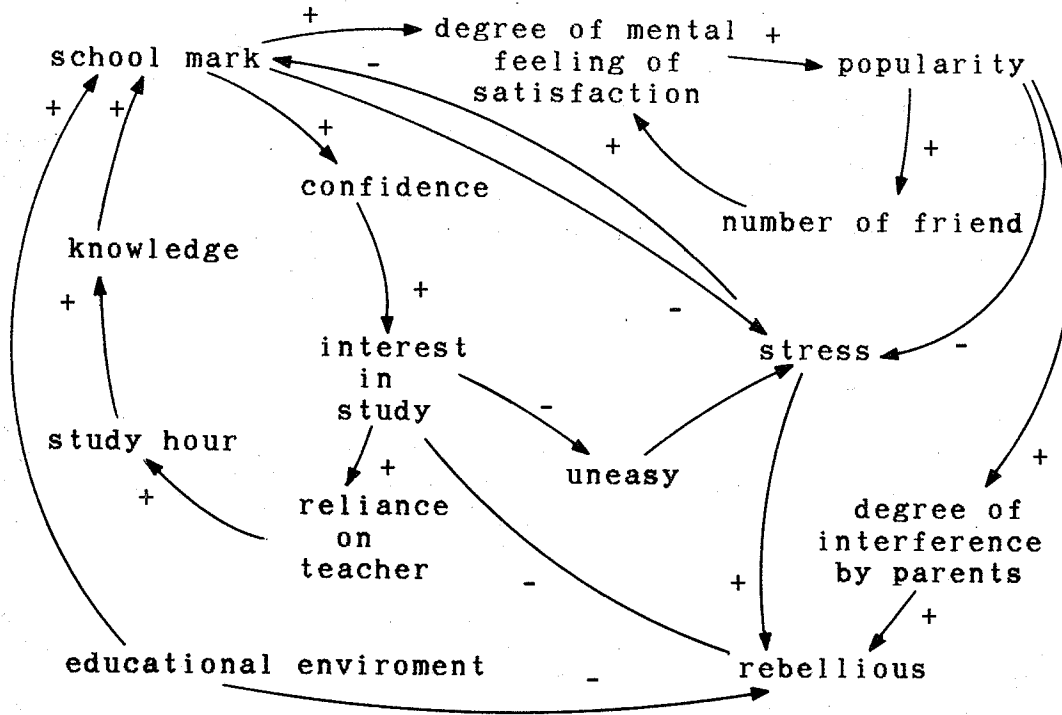 +
degree of mental
+
school mark
-
feeling of
popularity
satisfaction
+
+
+
+
+
confidence
number of friend
knowledge
+
+
-
interest
stress
-
in
-
study
study hour
+
uneasy
+
+
reliance
degree of
on
interference
teacher
-
+
by parents
+
educational enviroment
-
rebellious